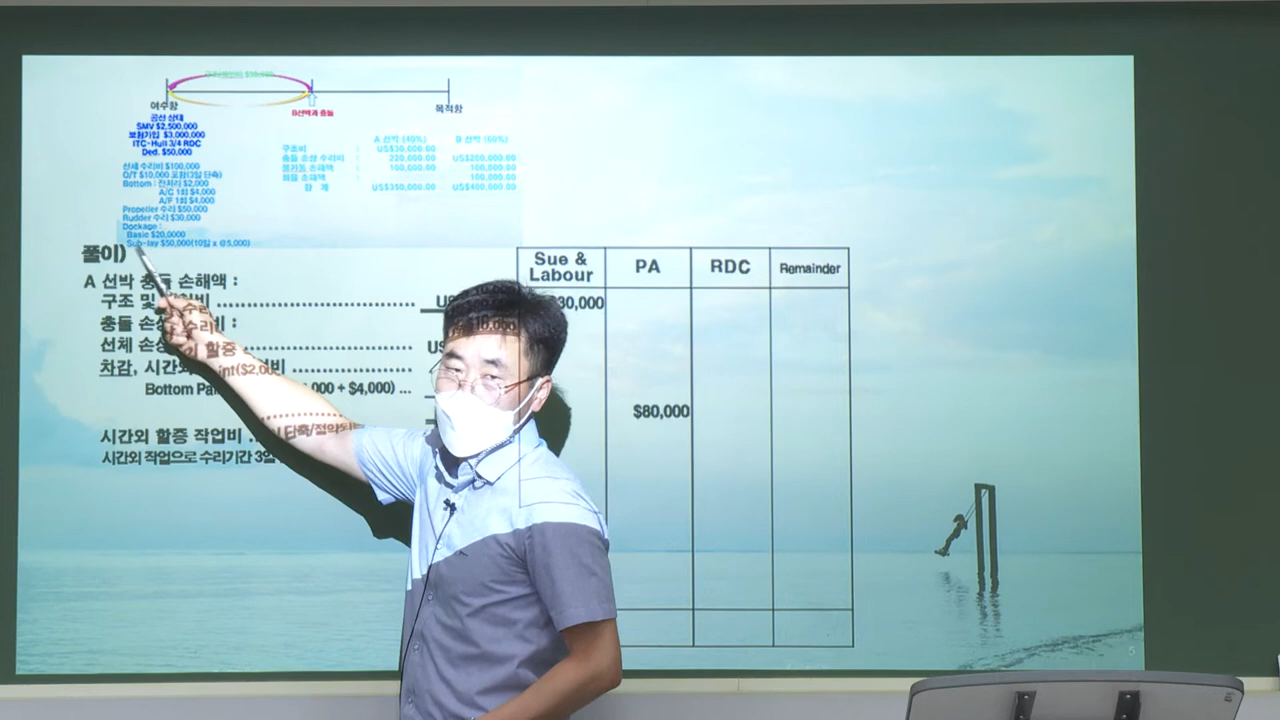 여수항
목적항
B선박과 충돌
공선 상태
SMV $2,500,000
보험가입 $3,000,000
ITC-Hull 3/4 RDC
Ded. $50,000
선체 수리비 $100,000
O/T $10,000 포함(3일 단축)
Bottom : 전처리 $2,000
A/C 1회 $4,000
A/F 1회 $4,000
Propeller 수리 $50,000
Rudder 수리 $30,000
Dockage :
Basic $20,0000
Sub-lay $50,000(10일 x @5,000)
A 선박 (40%) B 선박 (60%)
구조비 : US$30,000.00
충돌 손상 수리비 : 220,000.00 US$200,000.00
불가동 손해액 : 100,000.00 100,000.00
화물 손해액 : 100,000.00
합 계 US$350,000.00 US$400,000.00
풀이)
A 선박 충돌 손해액 :
구조 및
충돌 손상 수리비 :
선체 손상
차감, 시간외
Bottom 000 + $4,000) ...
시간외 할증 작업비
시간외 작업으로 수리기간 3일
Sue & Labour PA RDC Remainder
30,000
$80,000
5